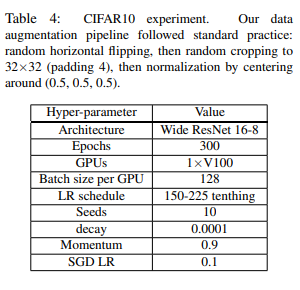 Table 4: CIFAR10 experiment. Our data
augmentation pipeline followed standard practice:
random horizontal flipping, then random cropping to
32×32 (padding 4), then normalization by centering
around (0.5, 0.5, 0.5).
Hyper-parameter Value
Architecture Wide ResNet 16-8
Epochs 300
GPUs 1×V100
Batch size per GPU 128
LR schedule 150-225 tenthing
Seeds 10
decay 0.0001
Momentum 0.9
SGD LR 0.1